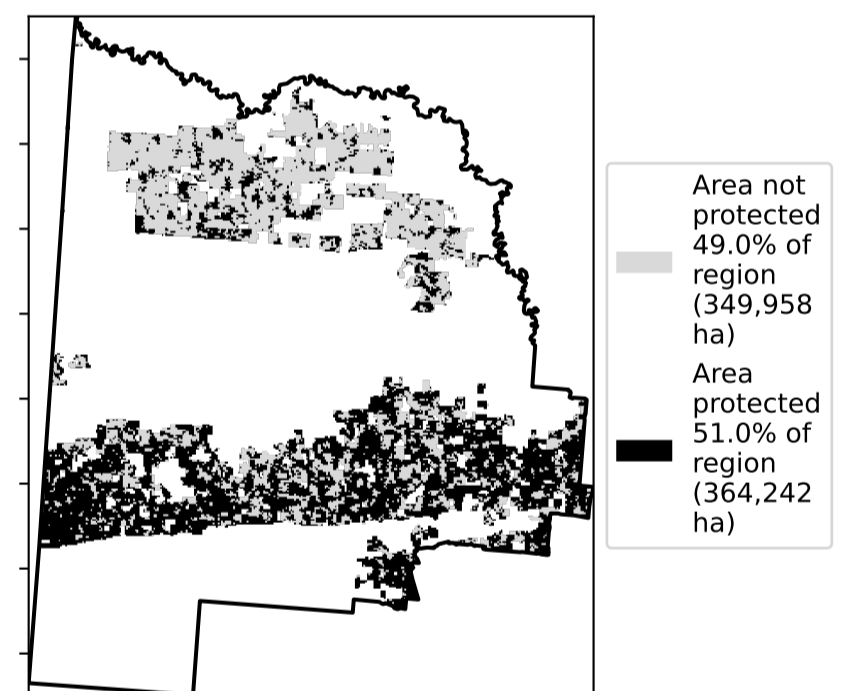 Area not
protected
49.0% of
region
(349,958
ha)
Area
protected
51.0% of
region
(364,242
ha)